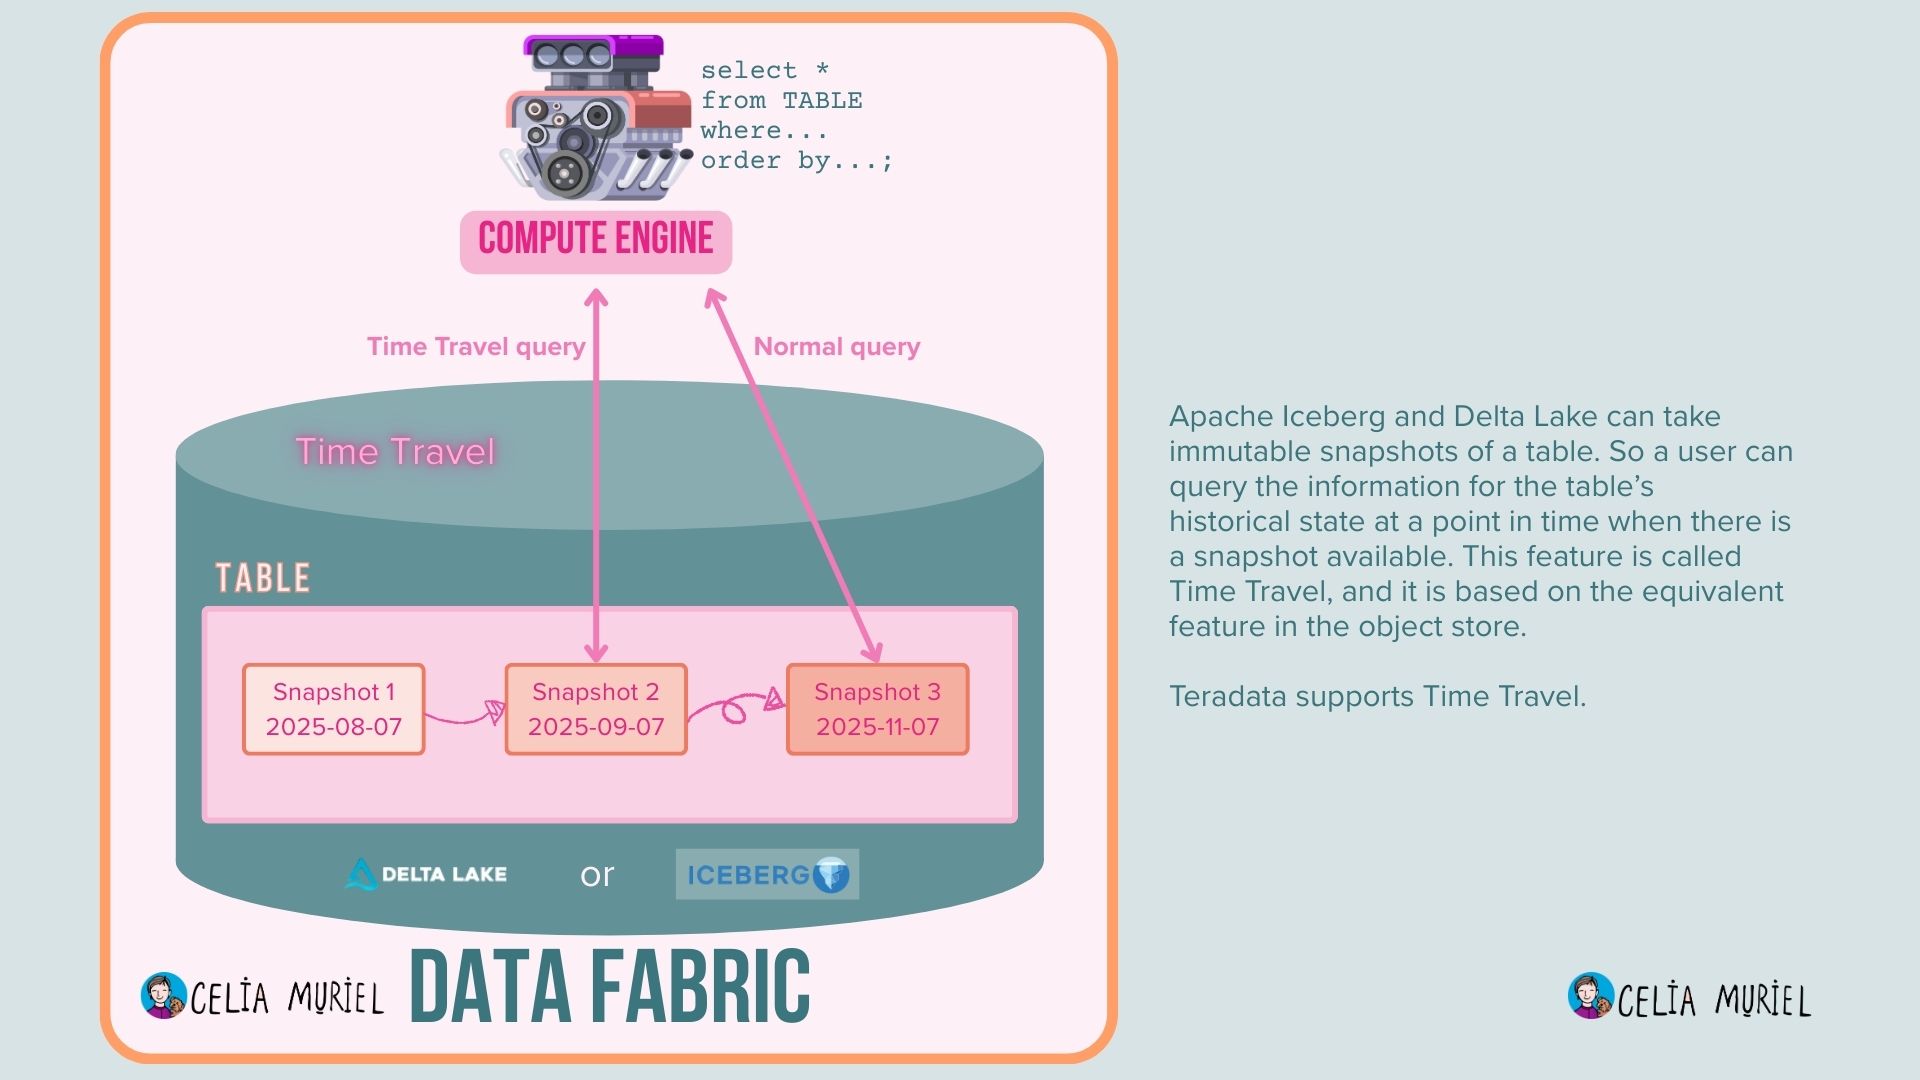 select *
from TABLE
where...
order by...;
COMPUTE ENGINE
Time Travel query
Normal query
Time Travel
TABLE
Snapshot 1
2025-08-07
Snapshot 2
2025-09-07
Snapshot 3
2025-11-07
DELTA LAKE
or
ICEBERG
CELIA MURIEL
DATA FABRIC
Apache Iceberg and Delta Lake can take
immutable snapshots of a table. So a user can
query the information for the table’s
historical state at a point in time when there is
a snapshot available. This feature is called
Time Travel, and it is based on the equivalent
feature in the object store.
Teradata supports Time Travel.
CELIA MURIEL